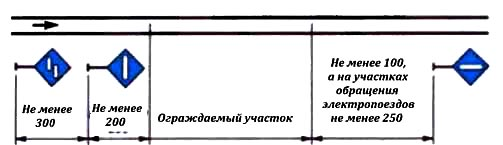 Не менее
300
Не менее
200
Ограждаемый участок
Не менее 100,
а на участках
обращения
электропоездов
не менее 250